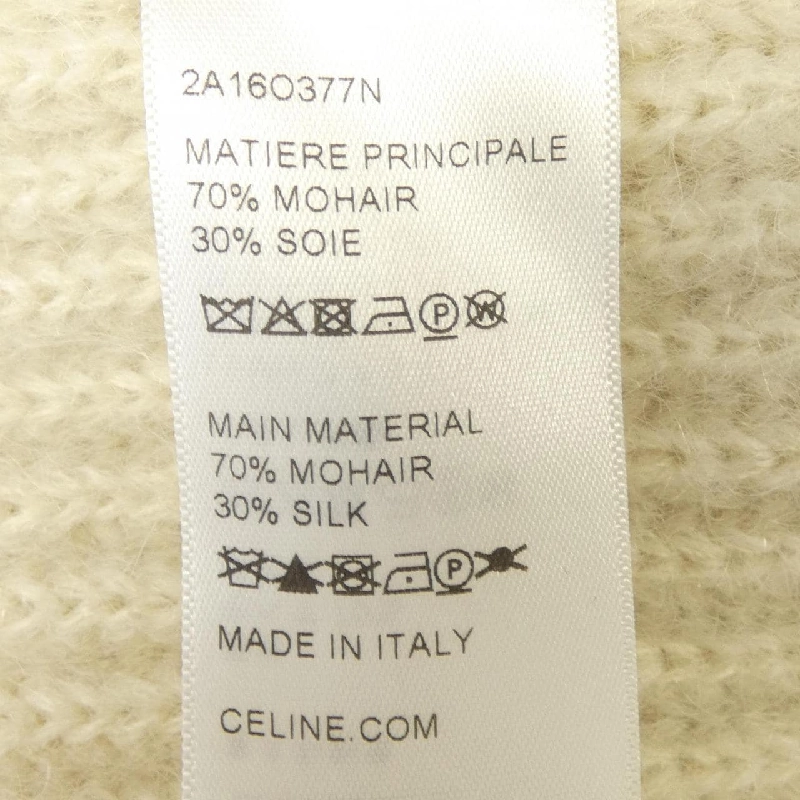 2A16O377N
MATIERE PRINCIPALE
70% MOHAIR
30% SOIE
P W
MAIN MATERIAL
70% MOHAIR
30% SILK
P
MADE IN ITALY
CELINE.COM